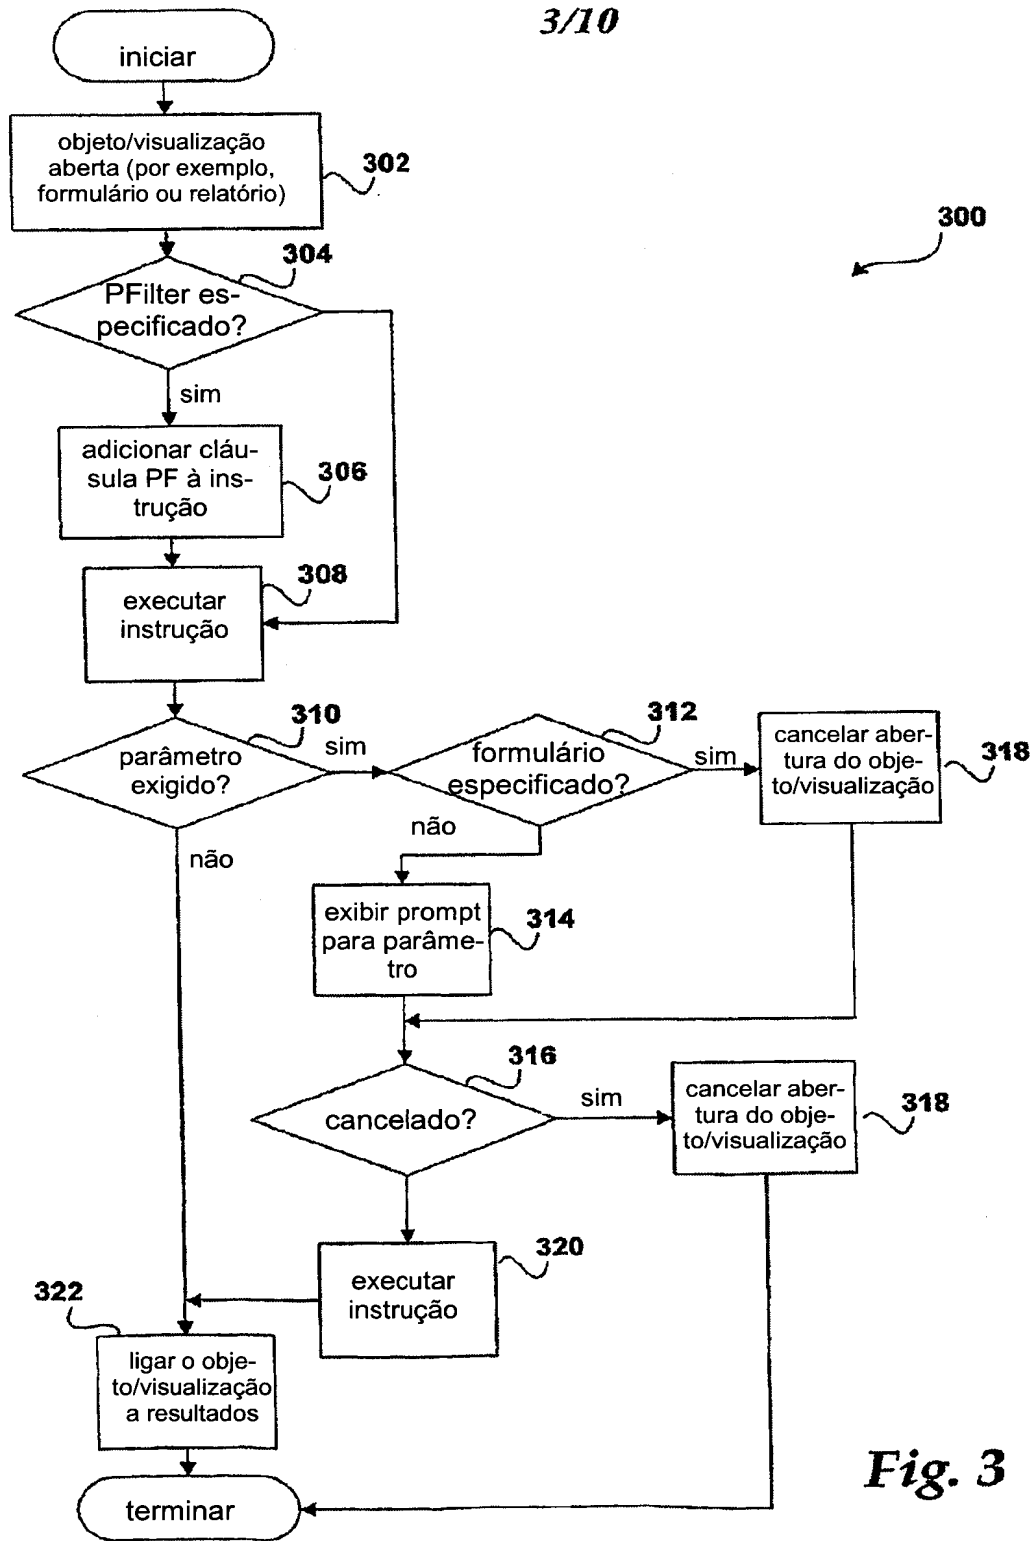 3/10
iniciar
objeto/visualização
aberta (por exemplo,
formulário ou relatório)
302
300
304
PFilter es-
pecificado?
sim
adicionar cláu-
sula PF à ins-
trução
306
308
executar
instrução
310
parâmetro
exigido?
sim
312
formulário
especificado?
sim
cancelar aber-
tura do obje-
to/visualização
318
não
não
exibir prompt
para parâme-
tro
314
316
cancelado?
sim
cancelar aber-
tura do obje-
to/visualização
318
320
executar
instrução
322
ligar o obje-
to/visualização
a resultados
terminar
Fig. 3